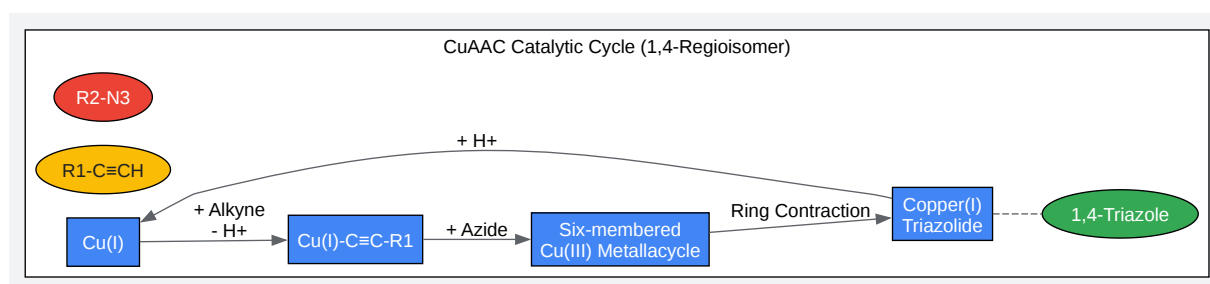 CuAAC Catalytic Cycle (1,4-Regioisomer)
R2-N3
R1-C≡CH
+ H+
+ Alkyne
- H+
Cu(I)
Cu(I)-C≡C-R1
+ Azide
Six-membered
Cu(III) Metallacycle
Ring Contraction
Copper(I)
Triazolide
1,4-Triazole